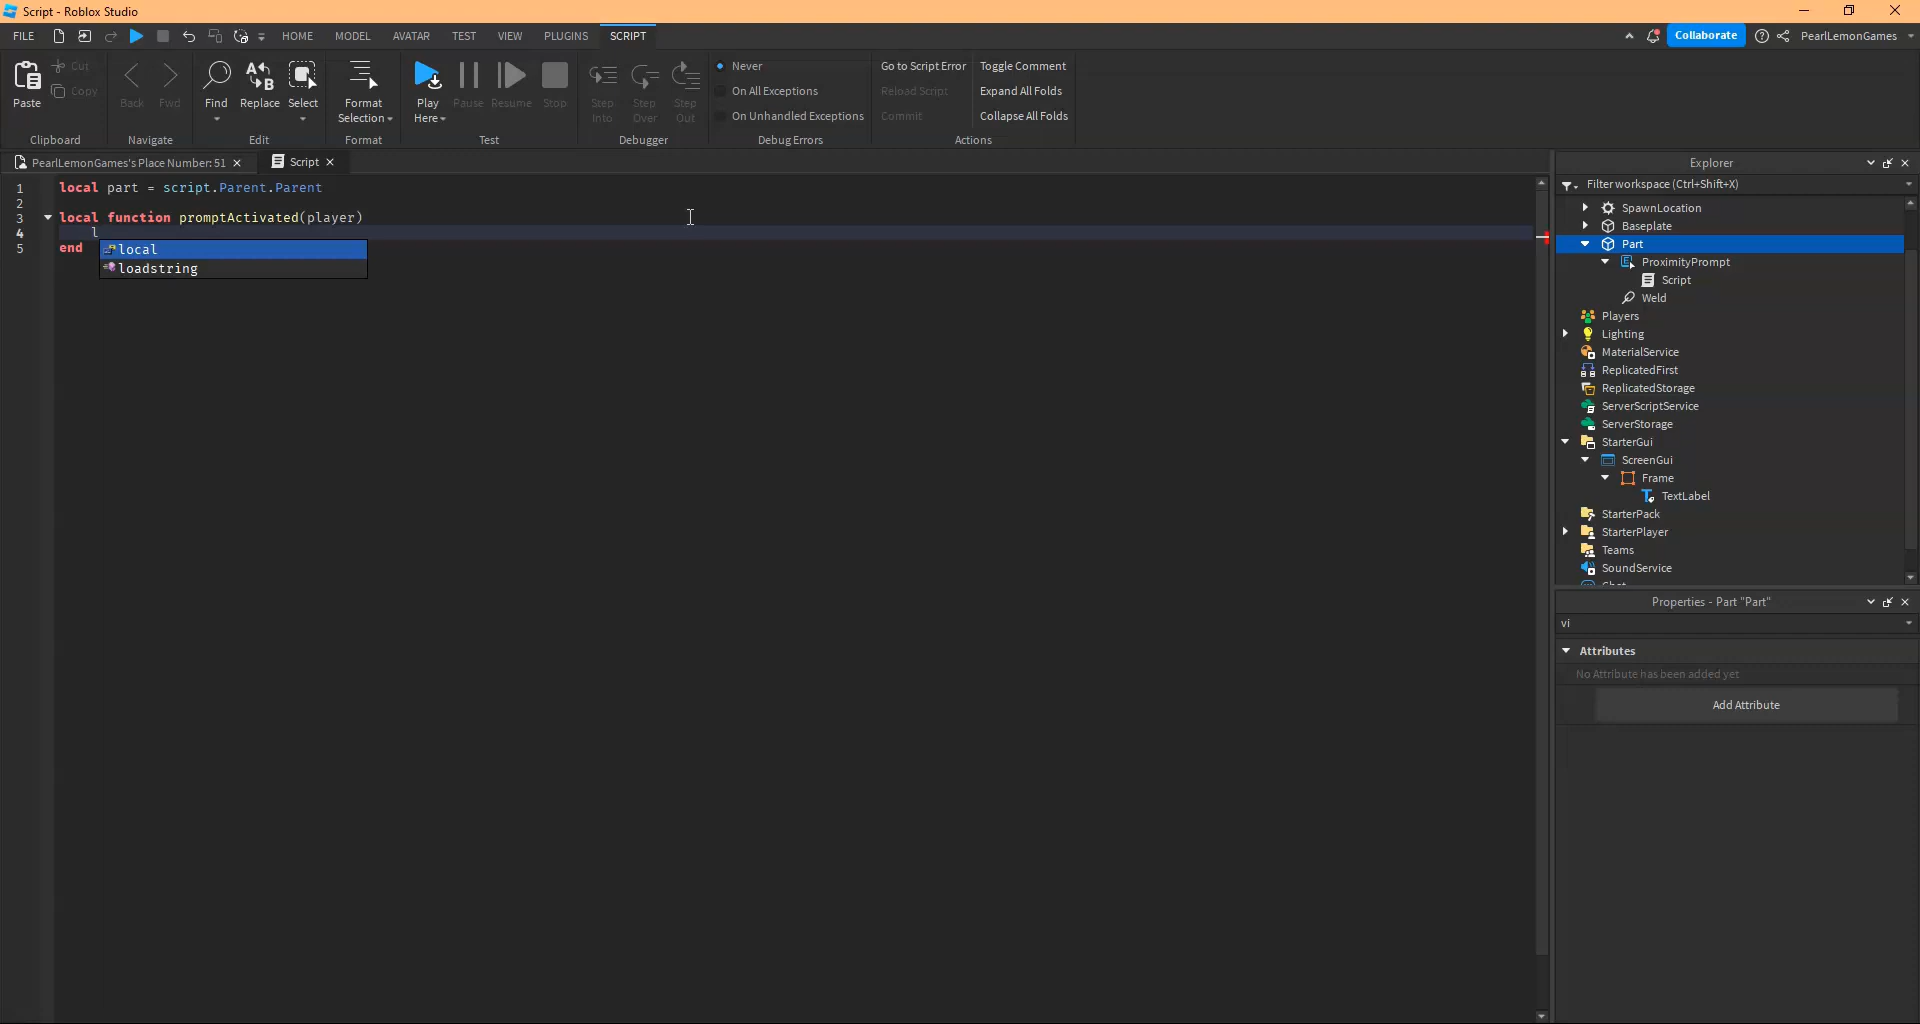 Script - Roblox Studio
FILE HOME MODEL AVATAR TEST VIEW PLUGINS SCRIPT Collaborate PearlLemonGames
Paste Cut Copy
Clipboard
Back Fwd
Navigate
Find Replace Select
Edit
Format Selection
Format
Play Here Pause Resume Stop
Test
Step Into Step Over Step Out
Debugger
Never
On All Exceptions
On Unhandled Exceptions
Debug Errors
Go to Script Error Toggle Comment
Reload Script Expand All Folds
Commit Collapse All Folds
Actions
PearlLemonGames's Place Number: 51 Script
1 local part = script.Parent.Parent
2
3 local function promptActivated(player)
4 l
5 end
local
loadstring
Explorer
Filter workspace (Ctrl+Shift+X)
SpawnLocation
Baseplate
Part
ProximityPrompt
Script
Weld
Players
Lighting
MaterialService
ReplicatedFirst
ReplicatedStorage
ServerScriptService
ServerStorage
StarterGui
ScreenGui
Frame
TextLabel
StarterPack
StarterPlayer
Teams
SoundService
Properties - Part "Part"
vi
Attributes
No Attribute has been added yet
Add Attribute